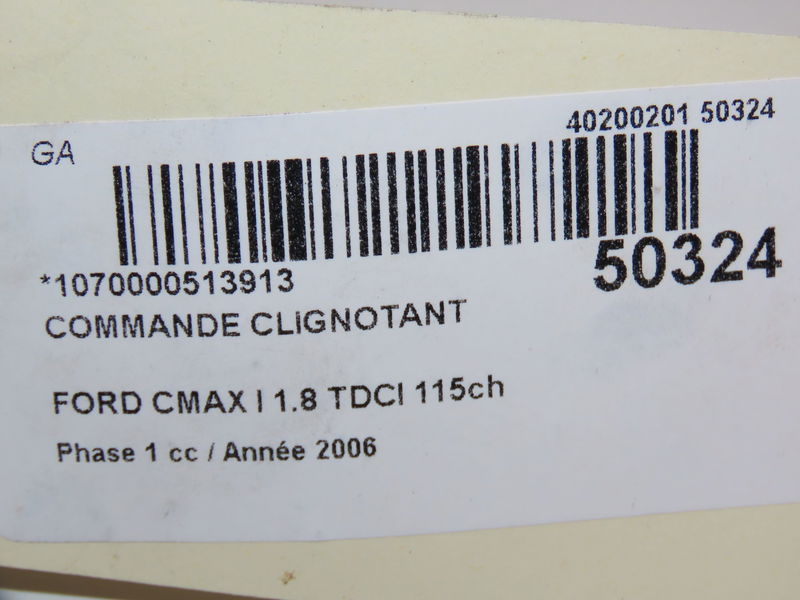 GA
40200201 50324
50324
*1070000513913
COMMANDE CLIGNOTANT
FORD CMAX I 1.8 TDCI 115ch
Phase 1 cc / Année 2006